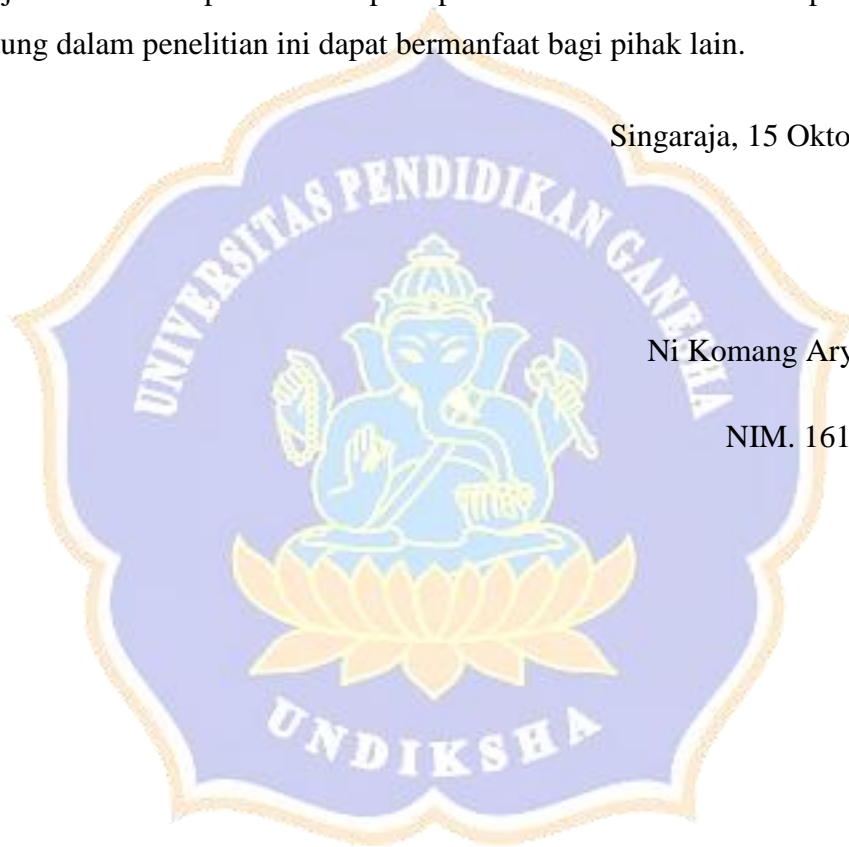 tung dalam penelitian ini dapat bermanfaat bagi pihak lain.
Singaraja, 15 Okto
UNIVERSITAS PENDIDIKAN GANESHA
Ni Komang Ary
NIM. 161
UNDIKSHA